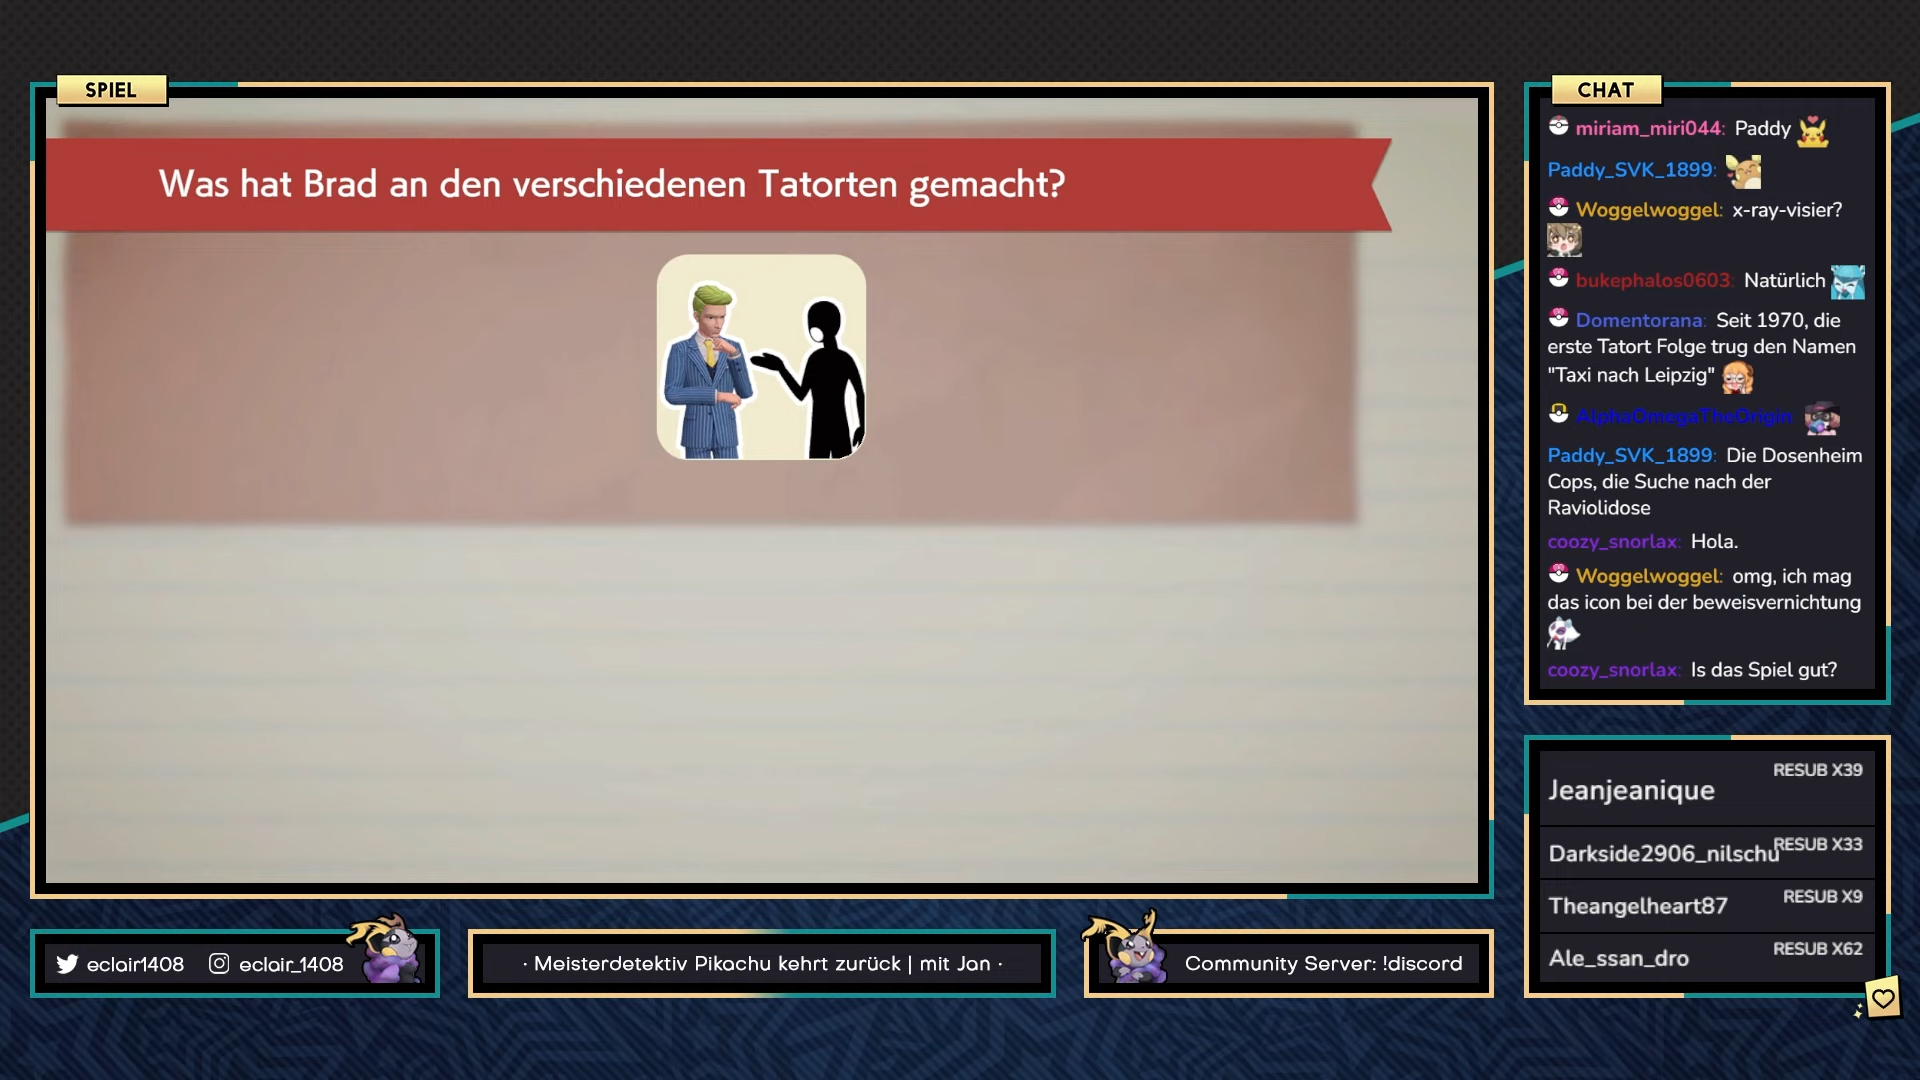 SPIEL
Was hat Brad an den verschiedenen Tatorten gemacht?
CHAT
miriam_miri044: Paddy
Paddy_SVK_1899:
Woggelwoggel: x-ray-visier?
bukephalos0603: Natürlich
Domentorana: Seit 1970, die
erste Tatort Folge trug den Namen
"Taxi nach Leipzig"
AlphaOmegaTheOrigin:
Paddy_SVK_1899: Die Dosenheim
Cops, die Suche nach der
Raviolidose
coozy_snorlax: Hola.
Woggelwoggel: omg, ich mag
das icon bei der beweisvernichtung
coozy_snorlax: Is das Spiel gut?
RESUB X39
Jeanjeanique
Darkside2906_nilschu RESUB X33
Theangelheart87 RESUB X9
Ale_ssan_dro RESUB X62
eclair1408 eclair_1408
· Meisterdetektiv Pikachu kehrt zurück | mit Jan ·
Community Server: !discord